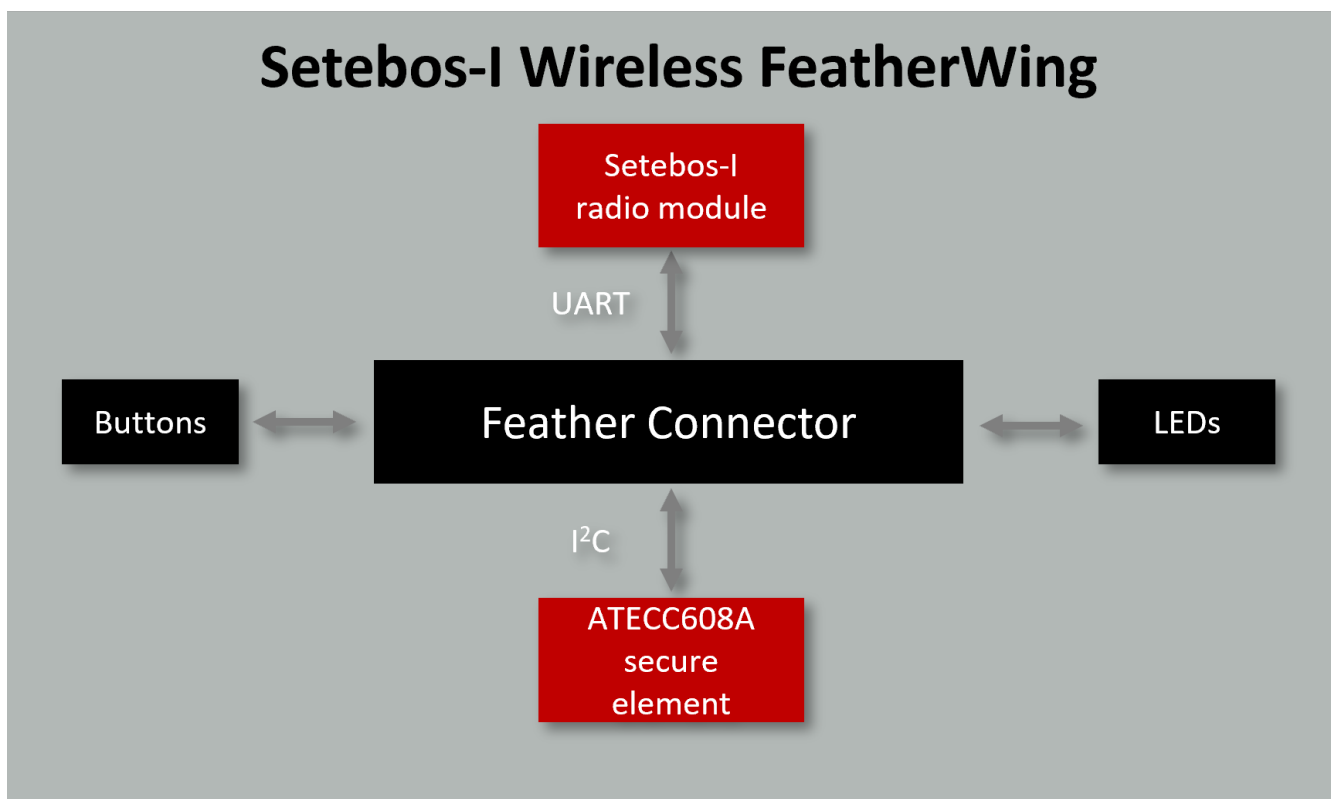 Setebos-I Wireless FeatherWing
Setebos-I
radio module
UART
Buttons
Feather Connector
LEDs
I²C
ATECC608A
secure
element